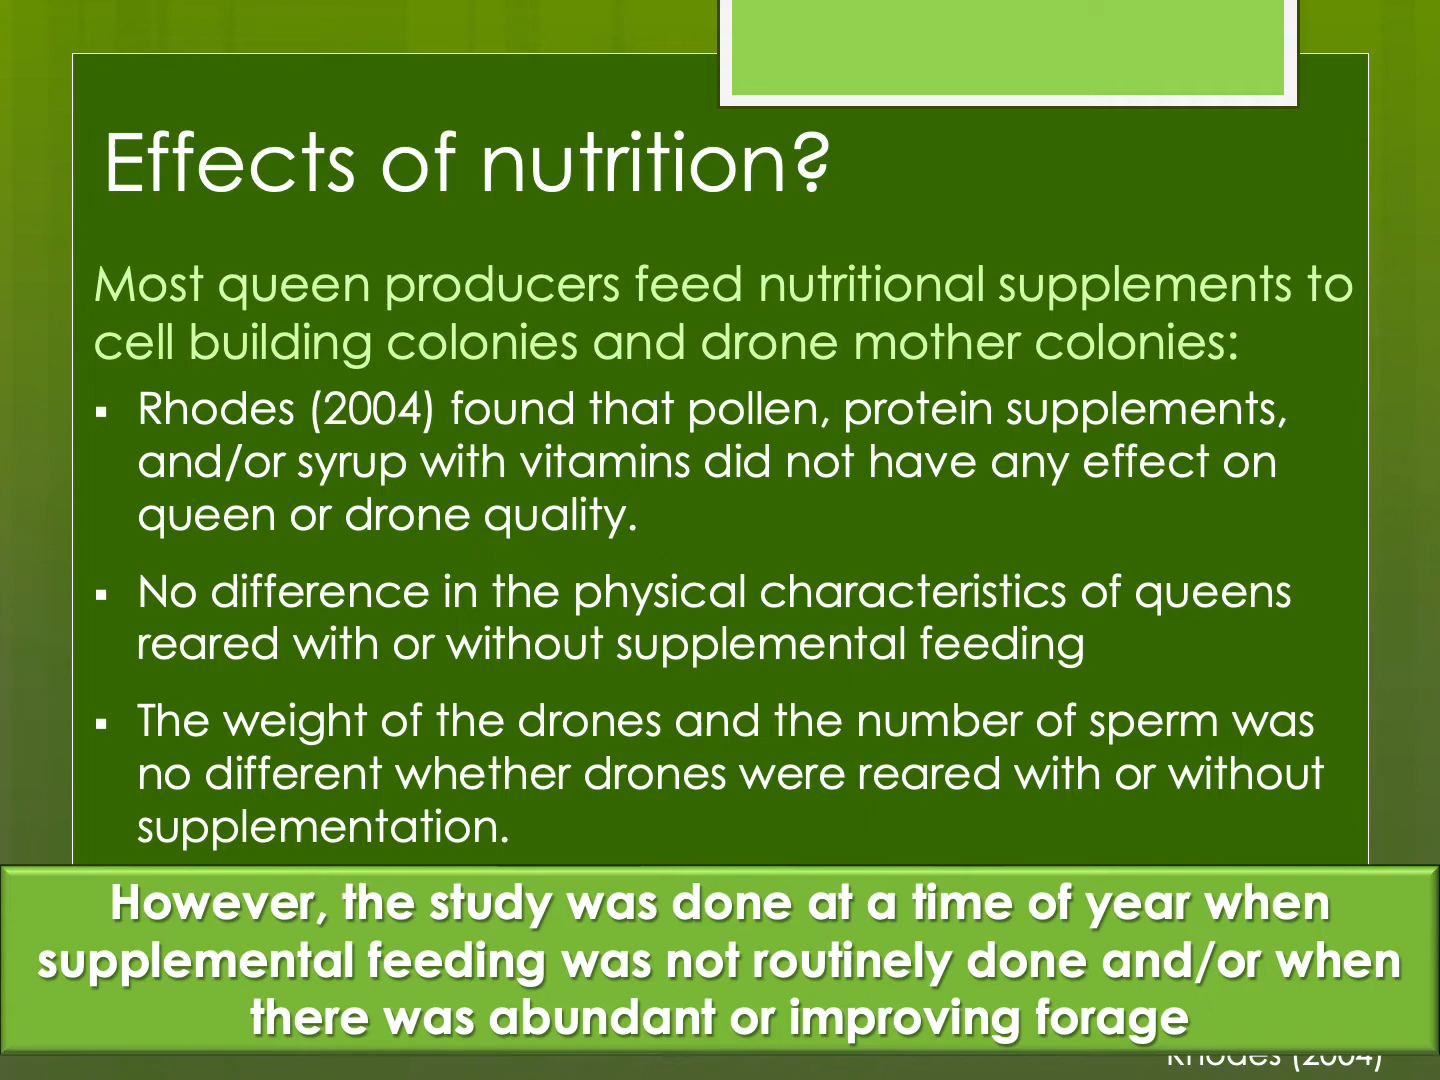 Effects of nutrition?
Most queen producers feed nutritional supplements to
cell building colonies and drone mother colonies:
▪ Rhodes (2004) found that pollen, protein supplements,
and/or syrup with vitamins did not have any effect on
queen or drone quality.
▪ No difference in the physical characteristics of queens
reared with or without supplemental feeding
▪ The weight of the drones and the number of sperm was
no different whether drones were reared with or without
supplementation.
However, the study was done at a time of year when
supplemental feeding was not routinely done and/or when
there was abundant or improving forage
Rhodes (2004)